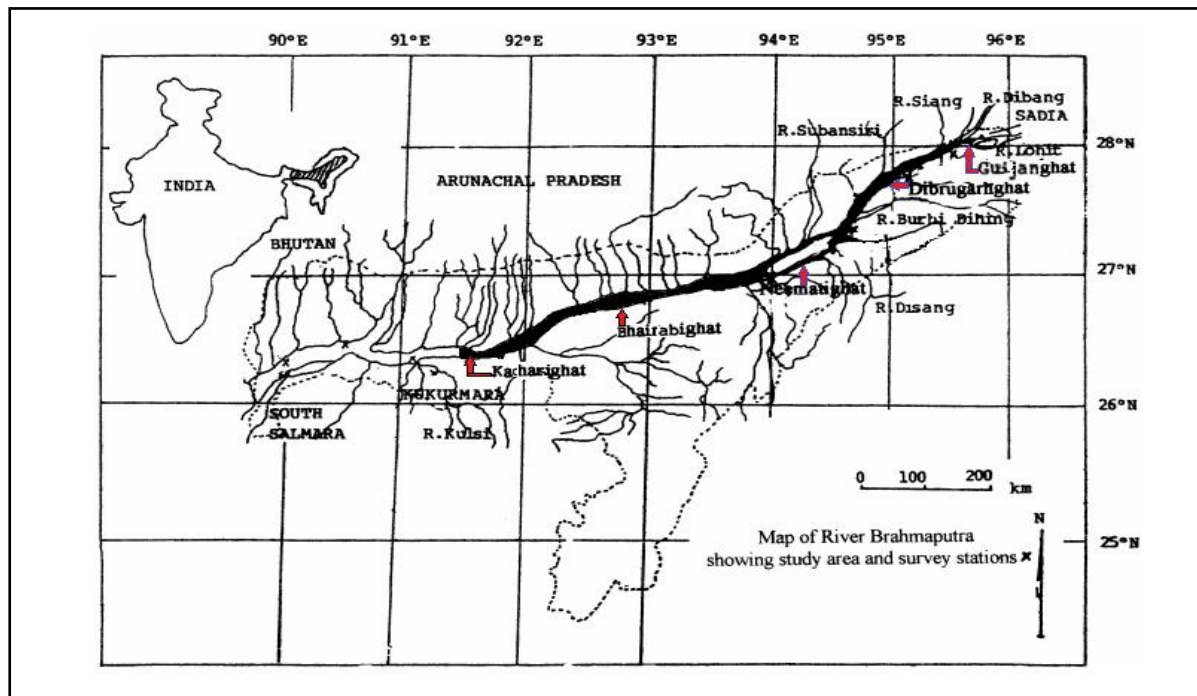 90°E 91°E 92°E 93°E 94°E 95°E 96°E
R.Siang
R.Dibang
SADIA
R.Subansiri
28°N
R.Lohit
Guijanghat
INDIA
ARUNACHAL PRADESH
Dibrugarhghat
R.Burhi Dihing
BHUTAN
27°N
Neematighat
R.Disang
Bhairabighat
Kacharighat
KUKURMARA
26°N
SOUTH
SALMARA
R.Kulsi
0 100 200
km
N
Map of River Brahmaputra
showing study area and survey stations x
25°N